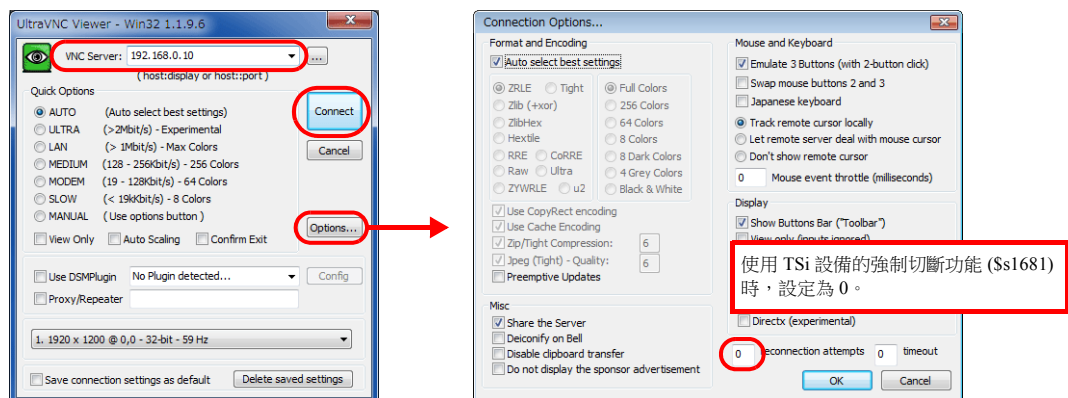 UltraVNC Viewer - Win32 1.1.9.6
VNC Server: 192.168.0.10 ...
( host:display or host::port )
Quick Options
AUTO (Auto select best settings)
ULTRA (>2Mbit/s) - Experimental
LAN (> 1Mbit/s) - Max Colors
MEDIUM (128 - 256Kbit/s) - 256 Colors
MODEM (19 - 128Kbit/s) - 64 Colors
SLOW (< 19kKbit/s) - 8 Colors
MANUAL (Use options button )
Connect
Cancel
Options...
View Only Auto Scaling Confirm Exit
Use DSMPlugin No Plugin detected... Config
Proxy/Repeater
1. 1920 x 1200 @ 0,0 - 32-bit - 59 Hz
Save connection settings as default Delete saved settings
Connection Options...
Format and Encoding
Auto select best settings
ZRLE Tight Full Colors
Zlib (+xor) 256 Colors
ZlibHex 64 Colors
Hextile 8 Colors
RRE CoRRE 8 Dark Colors
Raw Ultra 4 Grey Colors
ZYWRLE u2 Black & White
Use CopyRect encoding
Use Cache Encoding
Zip/Tight Compression: 6
Jpeg (Tight) - Quality: 6
Preemptive Updates
Misc
Share the Server
Deiconify on Bell
Disable clipboard transfer
Do not display the sponsor advertisement
Mouse and Keyboard
Emulate 3 Buttons (with 2-button click)
Swap mouse buttons 2 and 3
Japanese keyboard
Track remote cursor locally
Let remote server deal with mouse cursor
Don't show remote cursor
0 Mouse event throttle (milliseconds)
Display
Show Buttons Bar ("Toolbar")
View only (inputs ignored)
使用 TSi 設備的強制切斷功能 ($s1681)
時，設定為 0。
Directx (experimental)
0 reconnection attempts 0 timeout
OK Cancel